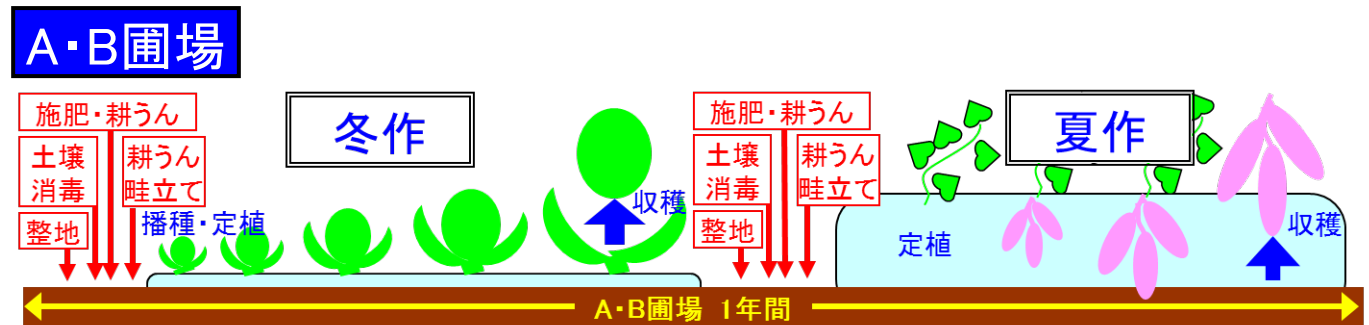 A・B圃場
施肥・耕うん
土壌
消毒
耕うん
畦立て
整地
冬作
播種・定植
収穫
施肥・耕うん
土壌
消毒
耕うん
畦立て
整地
夏作
定植
収穫
A・B圃場 1年間